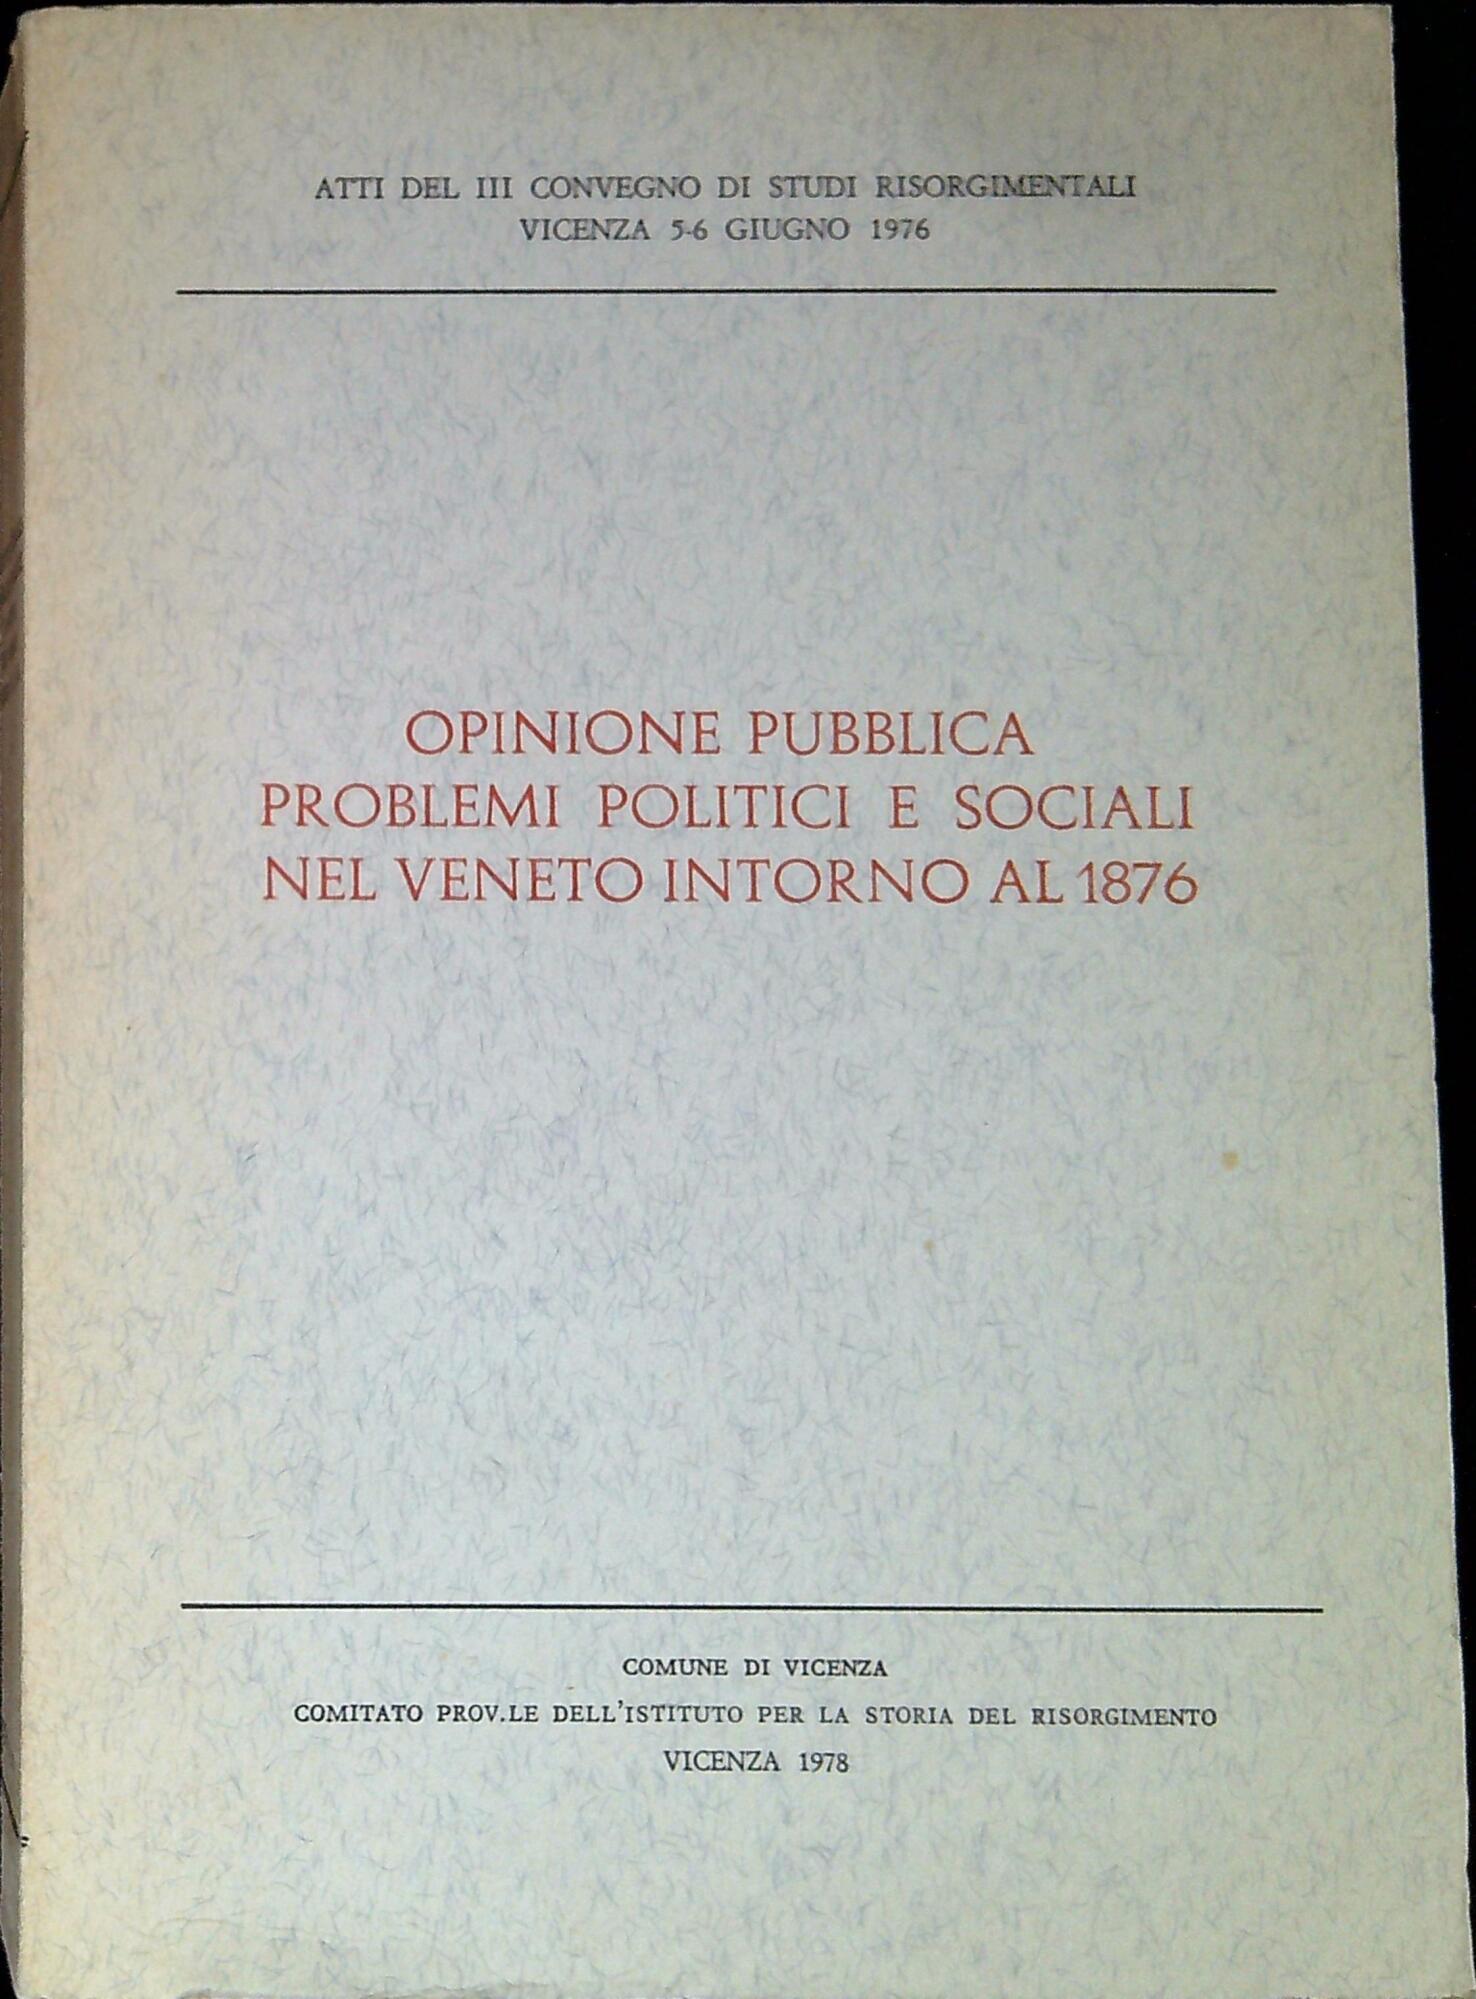 ATTI DEL III CONVEGNO DI STUDI RISORGIMENTALI
VICENZA 5-6 GIUGNO 1976
OPINIONE PUBBLICA
PROBLEMI POLITICI E SOCIALI
NEL VENETO INTORNO AL 1876
COMUNE DI VICENZA
COMITATO PROV.LE DELL'ISTITUTO PER LA STORIA DEL RISORGIMENTO
VICENZA 1978